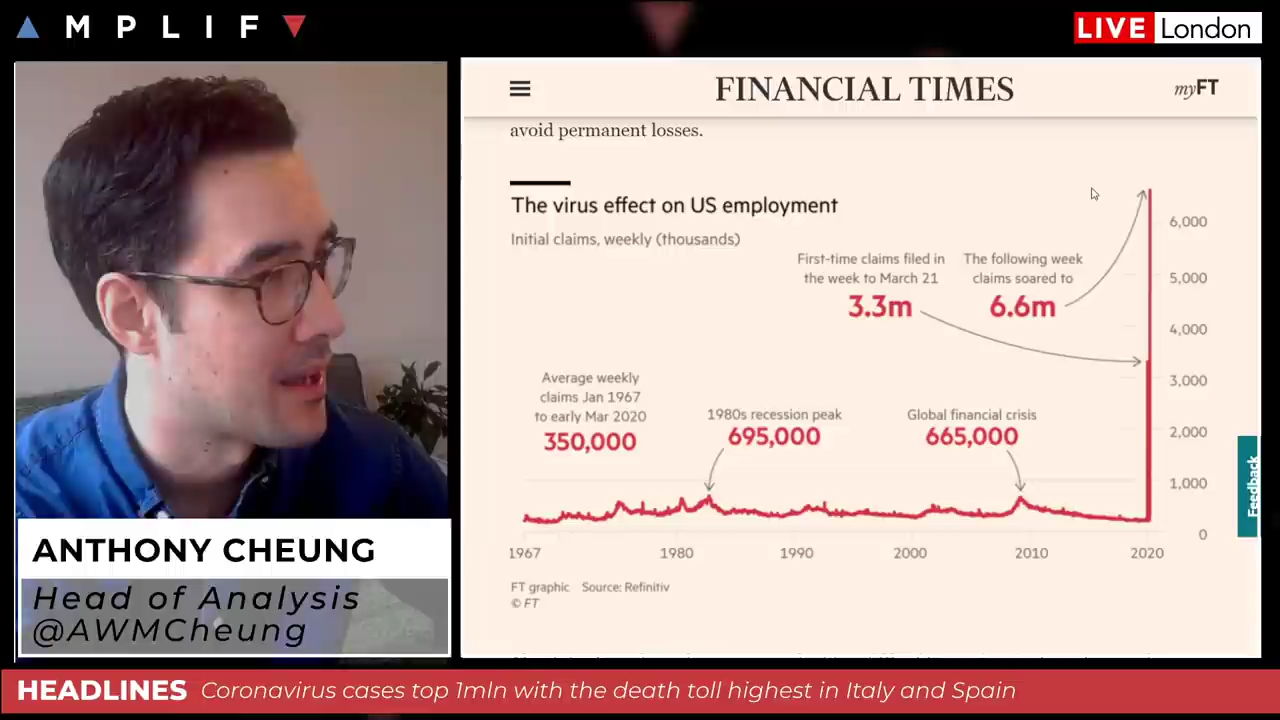 AMPLIFY
LIVE London
FINANCIAL TIMES
myFT
avoid permanent losses.
The virus effect on US employment
Initial claims, weekly (thousands)
First-time claims filed in
the week to March 21
3.3m
The following week
claims soared to
6.6m
Average weekly
claims Jan 1967
to early Mar 2020
350,000
1980s recession peak
695,000
Global financial crisis
665,000
6,000
5,000
4,000
3,000
2,000
1,000
0
1967
1980
1990
2000
2010
2020
Feedback
FT graphic Source: Refinitiv
© FT
ANTHONY CHEUNG
Head of Analysis
@AWMCheung
HEADLINES Coronavirus cases top 1mln with the death toll highest in Italy and Spain